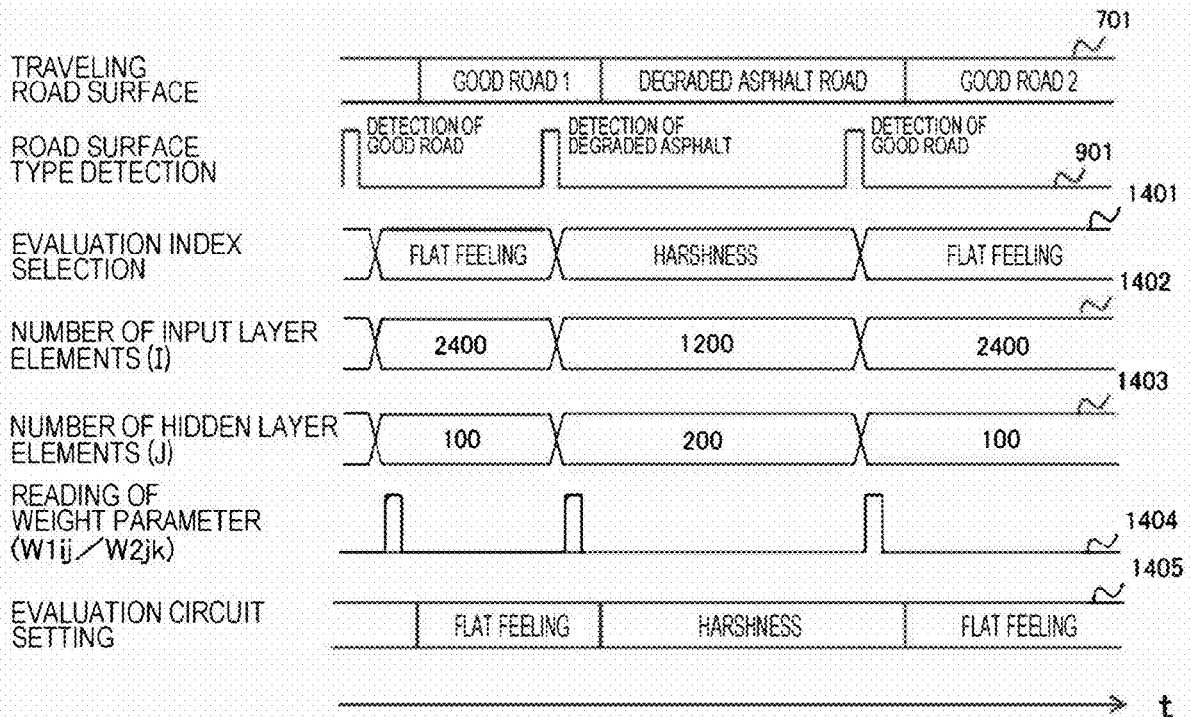 701
TRAVELING
ROAD SURFACE
GOOD ROAD 1
DEGRADED ASPHALT ROAD
GOOD ROAD 2
ROAD SURFACE
TYPE DETECTION
DETECTION OF
GOOD ROAD
DETECTION OF
DEGRADED ASPHALT
DETECTION OF
GOOD ROAD
901
1401
EVALUATION INDEX
SELECTION
FLAT FEELING
HARSHNESS
FLAT FEELING
1402
NUMBER OF INPUT LAYER
ELEMENTS (I)
2400
1200
2400
1403
NUMBER OF HIDDEN LAYER
ELEMENTS (J)
100
200
100
READING OF
WEIGHT PARAMETER
(W1ij／W2jk)
1404
1405
EVALUATION CIRCUIT
SETTING
FLAT FEELING
HARSHNESS
FLAT FEELING
t